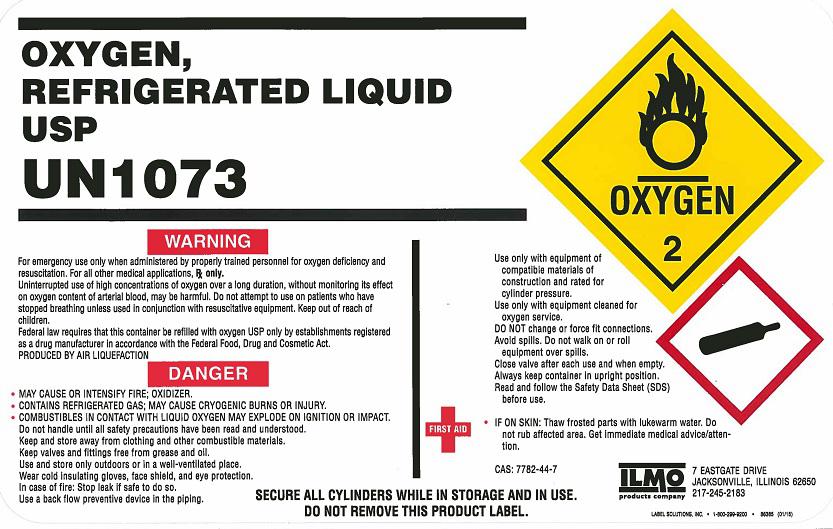 OXYGEN,
REFRIGERATED LIQUID
USP
UN1073
OXYGEN
2
WARNING
For emergency use only when administered by properly trained personnel for oxygen deficiency and
resuscitation. For all other medical applications, ℞ only.
Uninterrupted use of high concentrations of oxygen over a long duration, without monitoring its effect
on oxygen content of arterial blood, may be harmful. Do not attempt to use on patients who have
stopped breathing unless used in conjunction with resuscitative equipment. Keep out of reach of
children.
Federal law requires that this container be refilled with oxygen USP only by establishments registered
as a drug manufacturer in accordance with the Federal Food, Drug and Cosmetic Act.
PRODUCED BY AIR LIQUEFACTION
DANGER
• MAY CAUSE OR INTENSIFY FIRE; OXIDIZER.
• CONTAINS REFRIGERATED GAS; MAY CAUSE CRYOGENIC BURNS OR INJURY.
• COMBUSTIBLES IN CONTACT WITH LIQUID OXYGEN MAY EXPLODE ON IGNITION OR IMPACT.
Do not handle until all safety precautions have been read and understood.
Keep and store away from clothing and other combustible materials.
Keep valves and fittings free from grease and oil.
Use and store only outdoors or in a well-ventilated place.
Wear cold insulating gloves, face shield, and eye protection.
In case of fire: Stop leak if safe to do so.
Use a back flow preventive device in the piping.
Use only with equipment of
compatible materials of
construction and rated for
cylinder pressure.
Use only with equipment cleaned for
oxygen service.
DO NOT change or force fit connections.
Avoid spills. Do not walk on or roll
equipment over spills.
Close valve after each use and when empty.
Always keep container in upright position.
Read and follow the Safety Data Sheet (SDS)
before use.
FIRST AID
• IF ON SKIN: Thaw frosted parts with lukewarm water. Do
not rub affected area. Get immediate medical advice/atten-
tion.
CAS: 7782-44-7
SECURE ALL CYLINDERS WHILE IN STORAGE AND IN USE.
DO NOT REMOVE THIS PRODUCT LABEL.
ILMO
products company
7 EASTGATE DRIVE
JACKSONVILLE, ILLINOIS 62650
217-245-2183
LABEL SOLUTIONS, INC. • 1-800-299-9200 • 86365 (01/15)